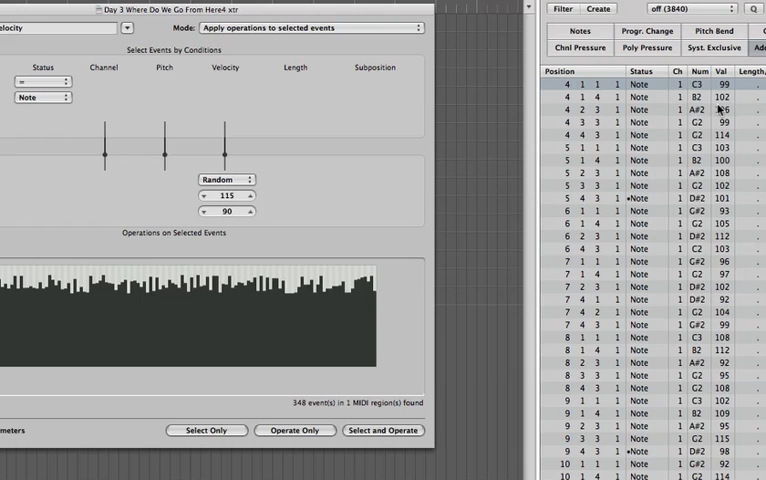 Day 3 Where Do We Go From Here4 xtr
elocity
Mode: Apply operations to selected events
Select Events by Conditions
Status Channel Pitch Velocity Length Subposition
=
Note
Random
115
90
Operations on Selected Events
348 event(s) in 1 MIDI region(s) found
meters
Select Only Operate Only Select and Operate
Filter Create off (3840) Q
Notes Progr. Change Pitch Bend
Chnl Pressure Poly Pressure Syst. Exclusive
Position Status Ch Num Val Length
4 1 1 1 Note 1 C3 99 .
4 1 4 1 Note 1 B2 102 .
4 2 3 1 Note 1 A#2 .
4 3 3 1 Note 1 G2 99 .
4 4 3 1 Note 1 G2 114 .
5 1 1 1 Note 1 C3 103 .
5 1 4 1 Note 1 B2 100 .
5 2 3 1 Note 1 A#2 108 .
5 3 3 1 Note 1 G2 102 .
5 4 3 1 •Note 1 D#2 101 .
6 1 1 1 Note 1 G#2 93 .
6 1 4 1 Note 1 G2 105 .
6 2 3 1 Note 1 D#2 112 .
6 4 3 1 Note 1 C2 103 .
7 1 1 1 Note 1 G#2 96 .
7 1 4 1 Note 1 G2 97 .
7 2 3 1 Note 1 D#2 102 .
7 4 1 1 Note 1 D#2 92 .
7 4 2 1 Note 1 G2 104 .
7 4 3 1 Note 1 G#2 99 .
8 1 1 1 Note 1 C3 108 .
8 1 4 1 Note 1 B2 112 .
8 2 3 1 Note 1 A#2 92 .
8 3 3 1 Note 1 G2 95 .
8 4 3 1 Note 1 G2 108 .
9 1 1 1 Note 1 C3 102 .
9 1 4 1 Note 1 B2 109 .
9 2 3 1 Note 1 A#2 95 .
9 3 3 1 Note 1 G2 115 .
9 4 3 1 •Note 1 D#2 98 .
10 1 1 1 Note 1 G#2 92 .
10 1 4 1 Note 1 G2 114 .